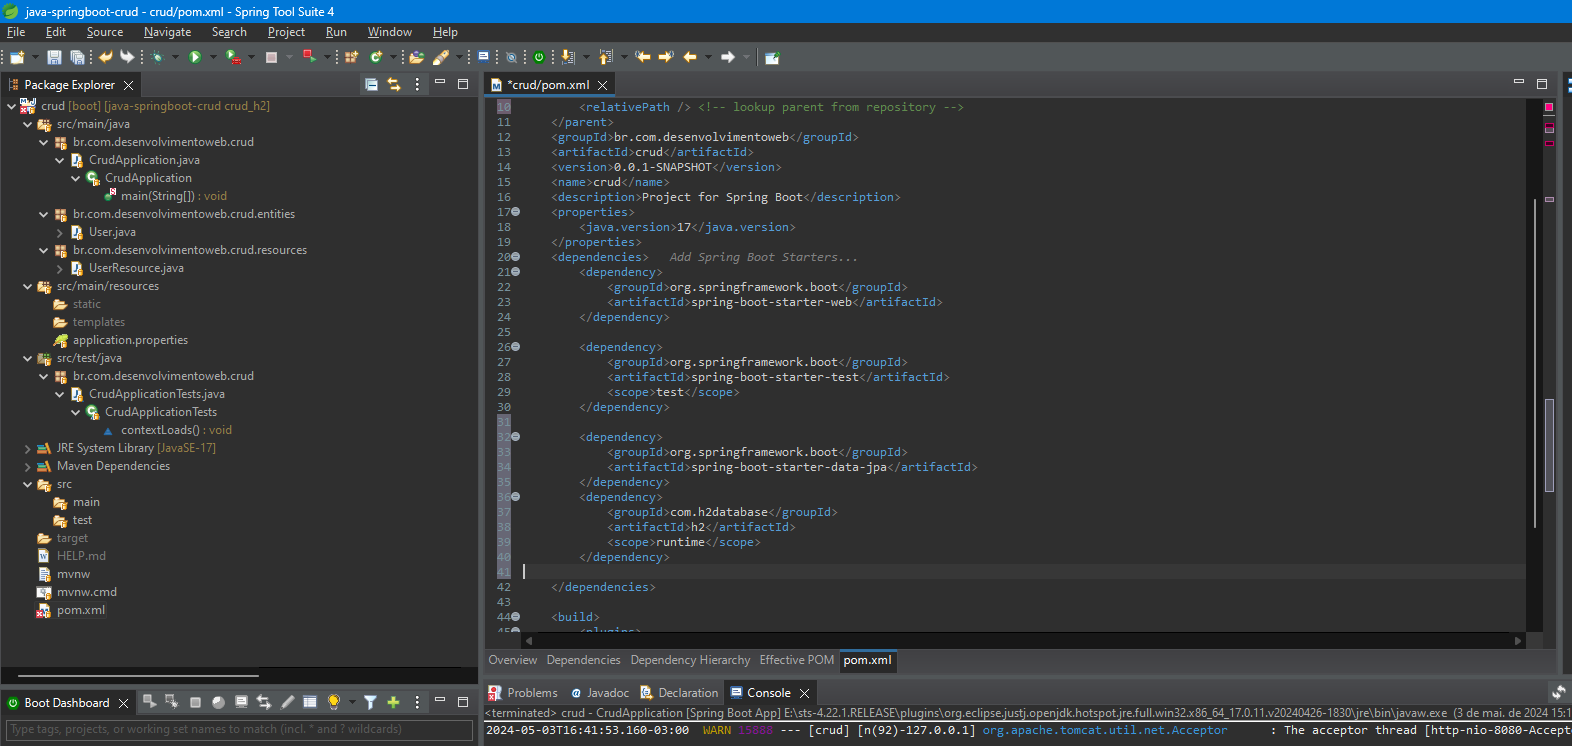 java-springboot-crud - crud/pom.xml - Spring Tool Suite 4
File Edit Source Navigate Search Project Run Window Help
Package Explorer
crud [boot] [java-springboot-crud crud_h2]
src/main/java
br.com.desenvolvimentoweb.crud
CrudApplication.java
CrudApplication
main(String[]) : void
br.com.desenvolvimentoweb.crud.entities
User.java
br.com.desenvolvimentoweb.crud.resources
UserResource.java
src/main/resources
static
templates
application.properties
src/test/java
br.com.desenvolvimentoweb.crud
CrudApplicationTests.java
CrudApplicationTests
contextLoads() : void
JRE System Library [JavaSE-17]
Maven Dependencies
src
main
test
target
HELP.md
mvnw
mvnw.cmd
pom.xml
Boot Dashboard
Type tags, projects, or working set names to match (incl. * and ? wildcards)
*crud/pom.xml
10 <relativePath /> <!-- lookup parent from repository -->
11 </parent>
12 <groupId>br.com.desenvolvimentoweb</groupId>
13 <artifactId>crud</artifactId>
14 <version>0.0.1-SNAPSHOT</version>
15 <name>crud</name>
16 <description>Project for Spring Boot</description>
17 <properties>
18 <java.version>17</java.version>
19 </properties>
20 <dependencies> Add Spring Boot Starters...
21 <dependency>
22 <groupId>org.springframework.boot</groupId>
23 <artifactId>spring-boot-starter-web</artifactId>
24 </dependency>
25
26 <dependency>
27 <groupId>org.springframework.boot</groupId>
28 <artifactId>spring-boot-starter-test</artifactId>
29 <scope>test</scope>
30 </dependency>
31
32 <dependency>
33 <groupId>org.springframework.boot</groupId>
34 <artifactId>spring-boot-starter-data-jpa</artifactId>
35 </dependency>
36 <dependency>
37 <groupId>com.h2database</groupId>
38 <artifactId>h2</artifactId>
39 <scope>runtime</scope>
40 </dependency>
41
42 </dependencies>
43
44 <build>
45 <plugins>
Overview Dependencies Dependency Hierarchy Effective POM pom.xml
Problems Javadoc Declaration Console
<terminated> crud - CrudApplication [Spring Boot App] E:\sts-4.22.1.RELEASE\plugins\org.eclipse.justj.openjdk.hotspot.jre.full.win32.x86_64_17.0.11.v20240426-1830\jre\bin\javaw.exe (3 de mai. de 2024 15:1
2024-05-03T16:41:53.160-03:00 WARN 15888 --- [crud] [n(92)-127.0.0.1] org.apache.tomcat.util.net.Acceptor : The acceptor thread [http-nio-8080-Accepto